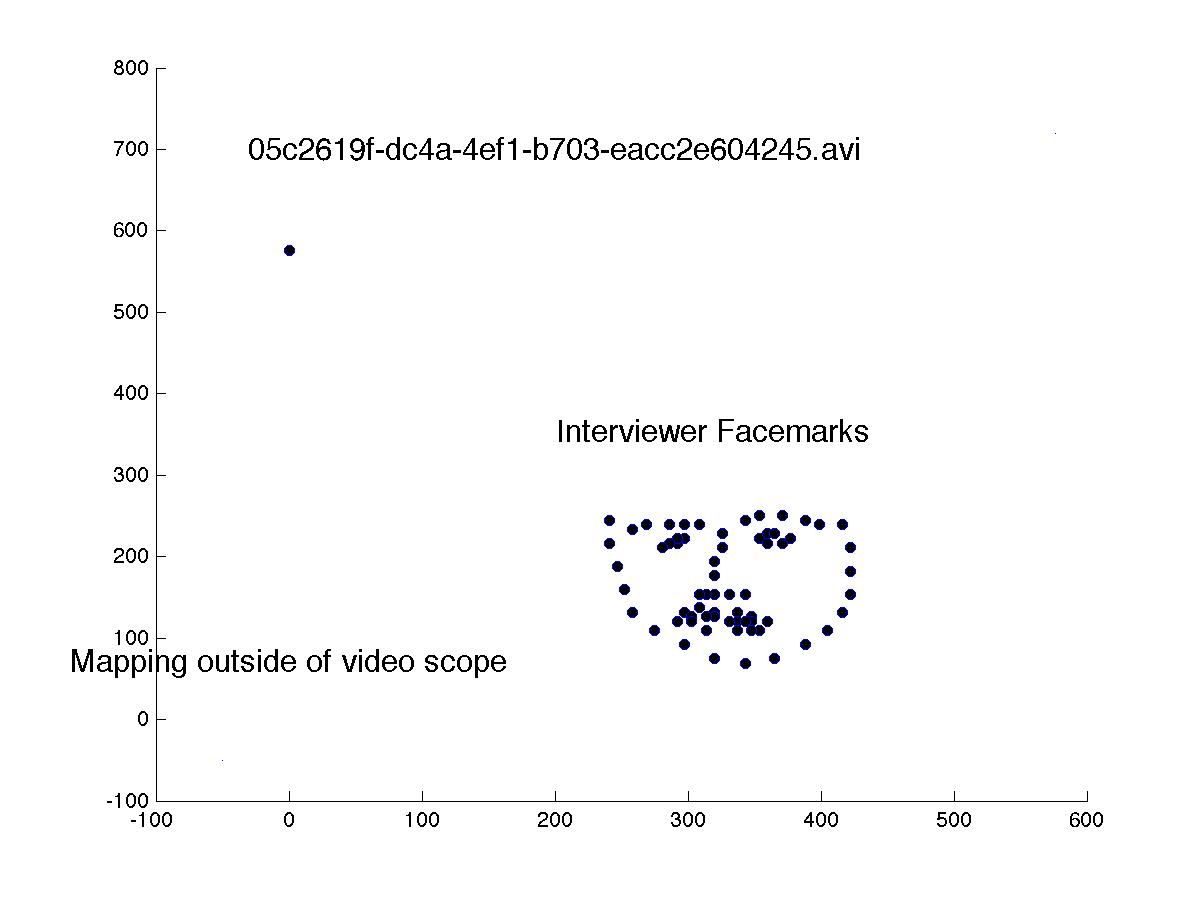 800
700
05c2619f-dc4a-4ef1-b703-eacc2e604245.avi
600
500
400
Interviewer Facemarks
300
200
100
Mapping outside of video scope
0
-100
-100 0 100 200 300 400 500 600